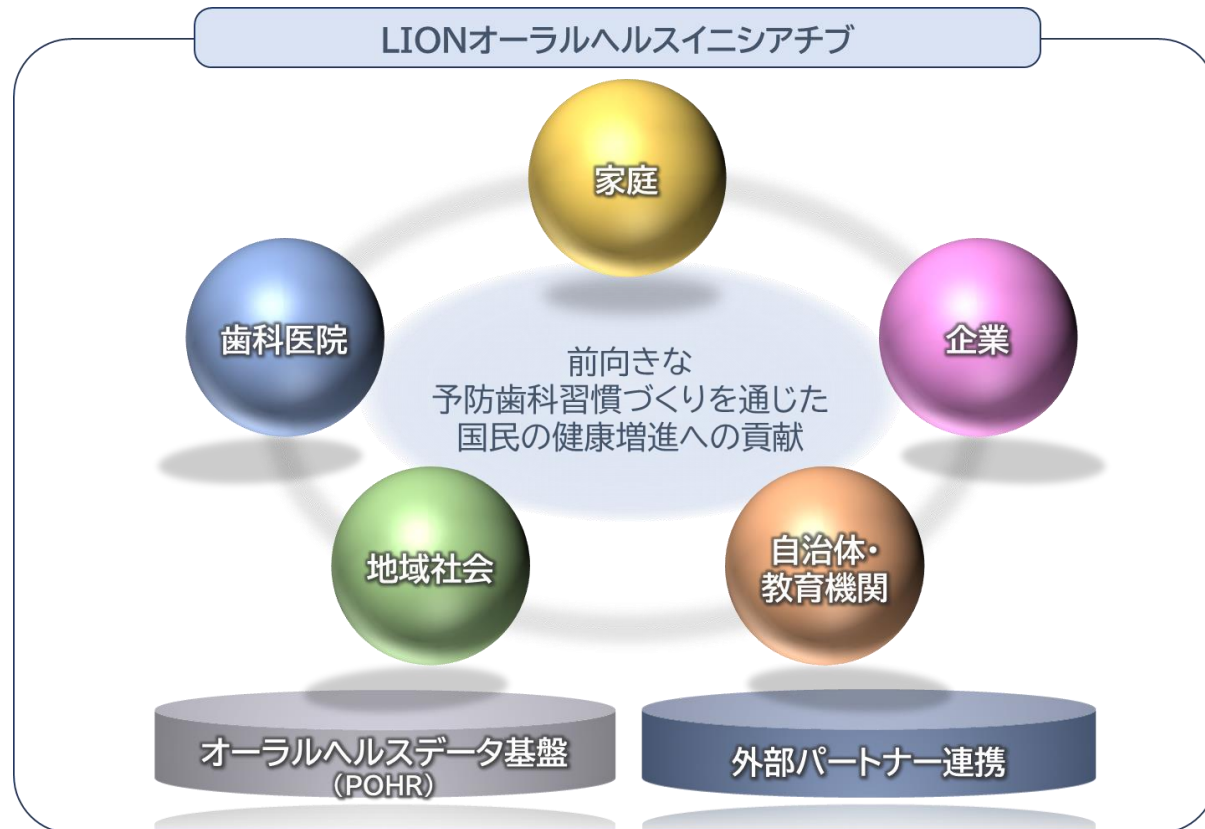 LIONオーラルヘルスイニシアチブ
家庭
歯科医院
企業
前向きな
予防歯科習慣づくりを通じた
国民の健康増進への貢献
地域社会
自治体・
教育機関
オーラルヘルスデータ基盤
（POHR）
外部パートナー連携